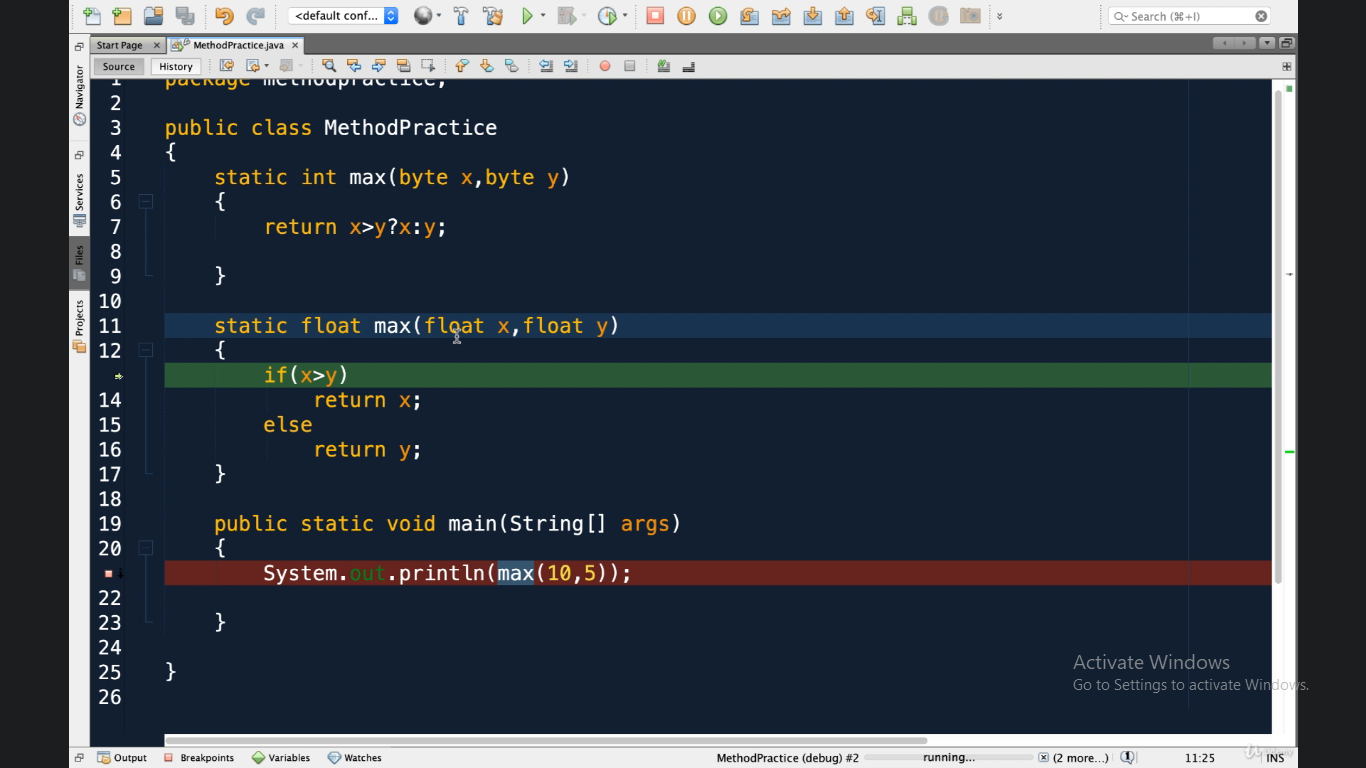 <default conf...
Search (⌘+I)
Start Page
MethodPractice.java
Source
History
Navigator
Services
Files
Projects
1 package methodpractice;
2
3 public class MethodPractice
4 {
5 static int max(byte x,byte y)
6 {
7 return x>y?x:y;
8
9 }
10
11 static float max(float x,float y)
12 {
if(x>y)
14 return x;
15 else
16 return y;
17 }
18
19 public static void main(String[] args)
20 {
System.out.println(max(10,5));
22
23 }
24
25 }
26
Activate Windows
Go to Settings to activate Windows.
Output
Breakpoints
Variables
Watches
MethodPractice (debug) #2
running...
(2 more...)
11:25
INS